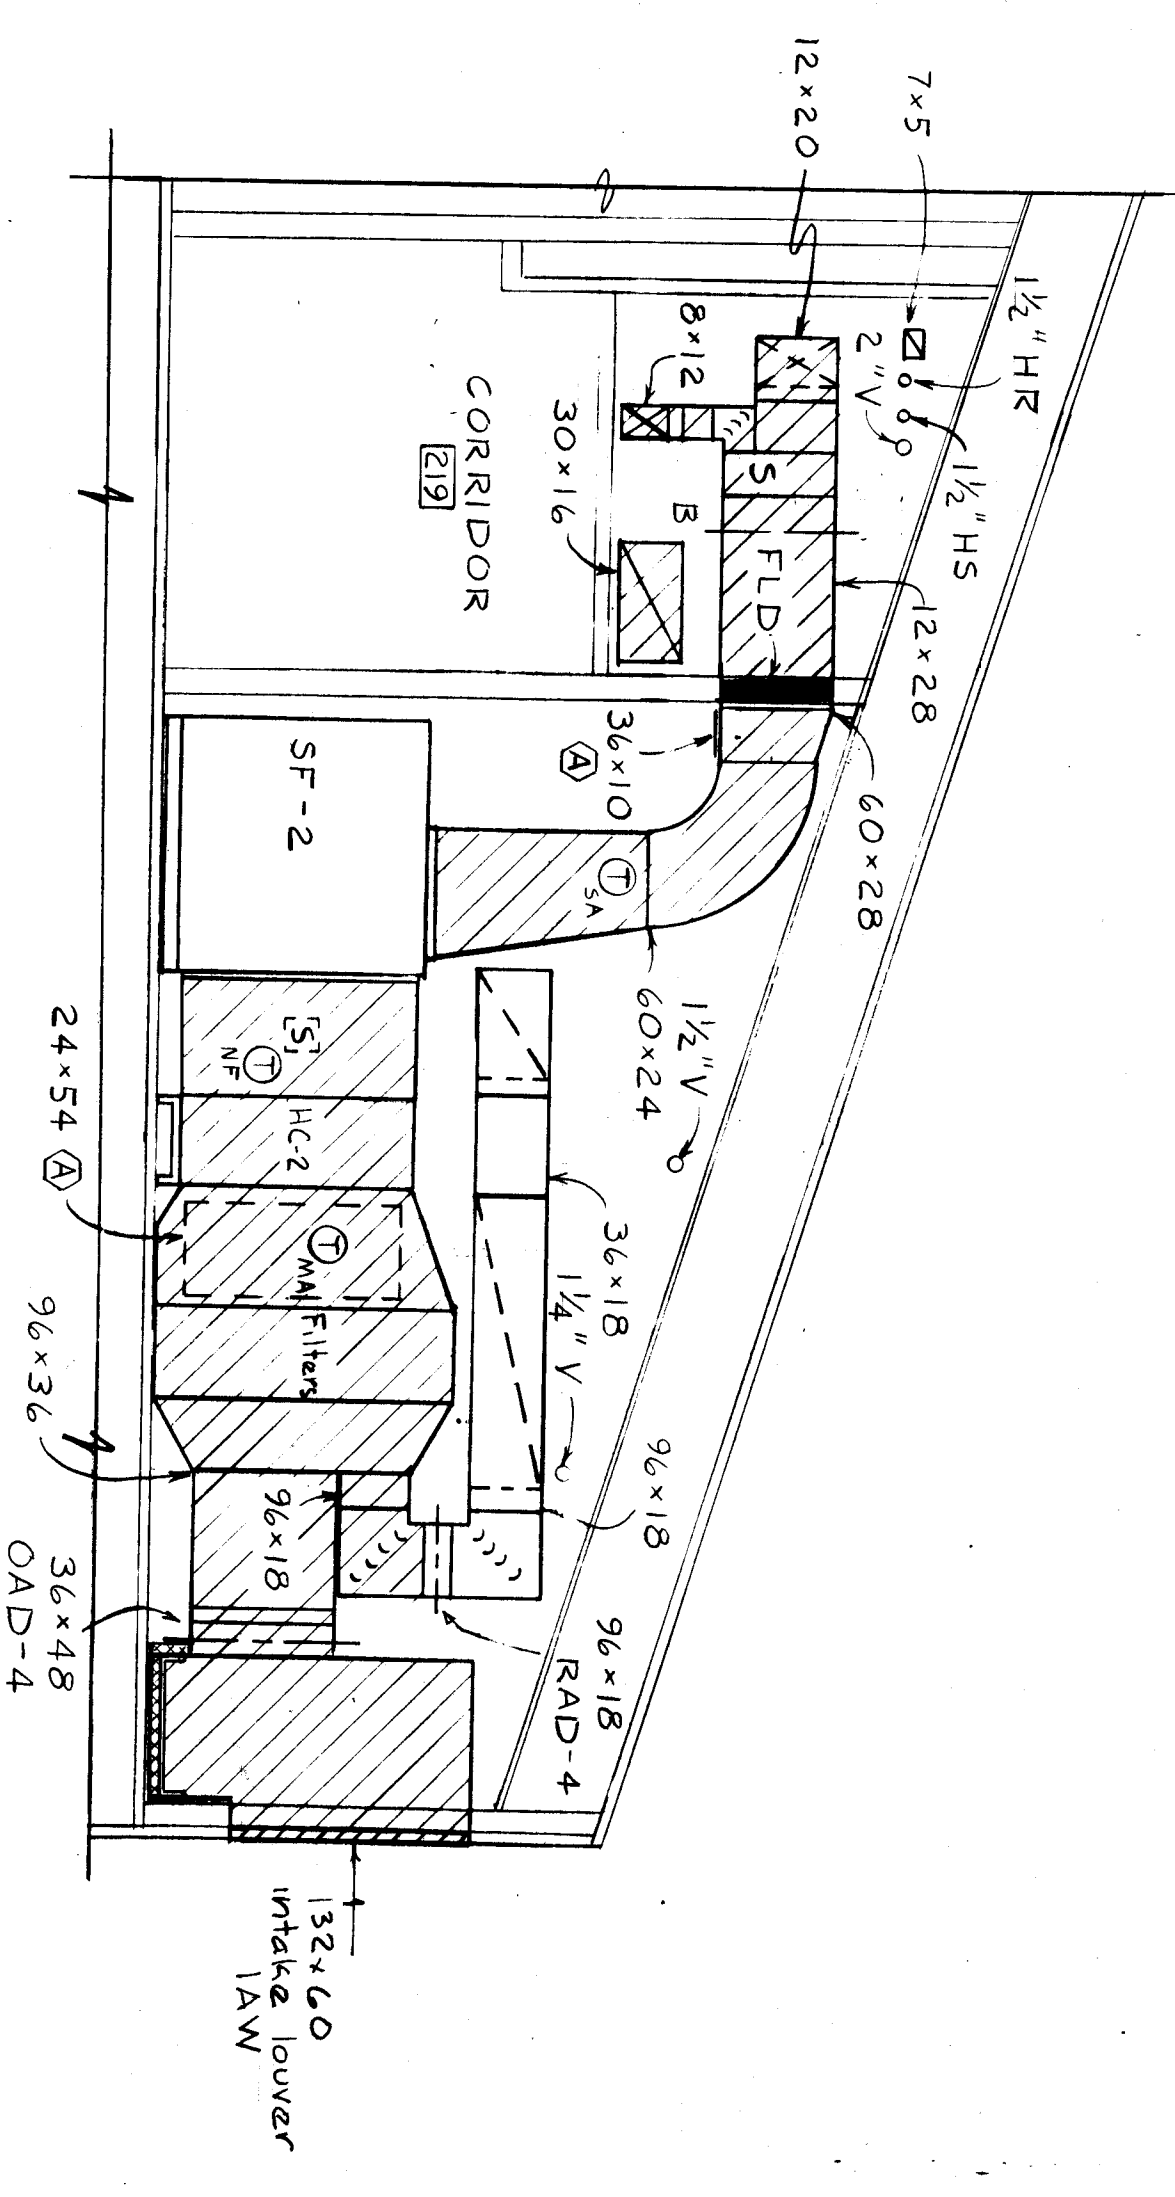 7×5
12×20
1½" HR
2"V
1½" HS
8×12
30×16
S
B
FLD
12×28
CORRIDOR
219
60×28
36×10
A
SF-2
T
SA
60×24
1½"V
[S]
T
NF
HC-2
24×54 A
T
MA
Filters
36×18
1¼"V
96×18
96×36
96×18
96×18
RAD-4
36×48
OAD-4
132×60
intake louver
1AW